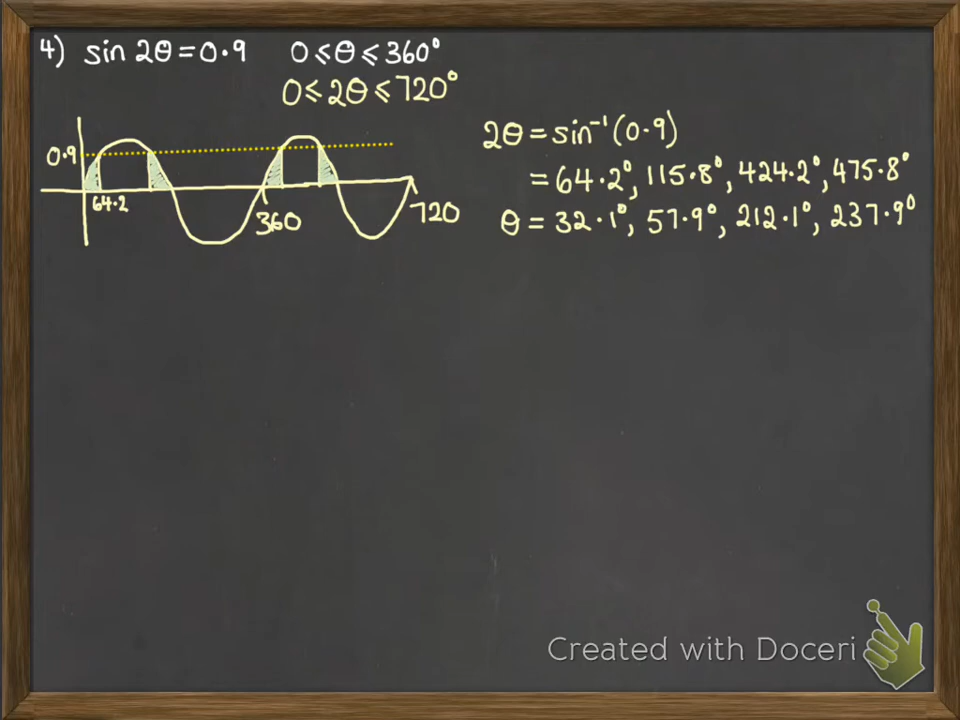 4) sin 2θ = 0·9   0 ⩽ θ ⩽ 360°
0 ⩽ 2θ ⩽ 720°
0·9
64·2
360
720
2θ = sin⁻¹(0·9)
= 64·2°, 115·8°, 424·2°, 475·8°
θ = 32·1°, 57·9°, 212·1°, 237·9°
Created with Doceri